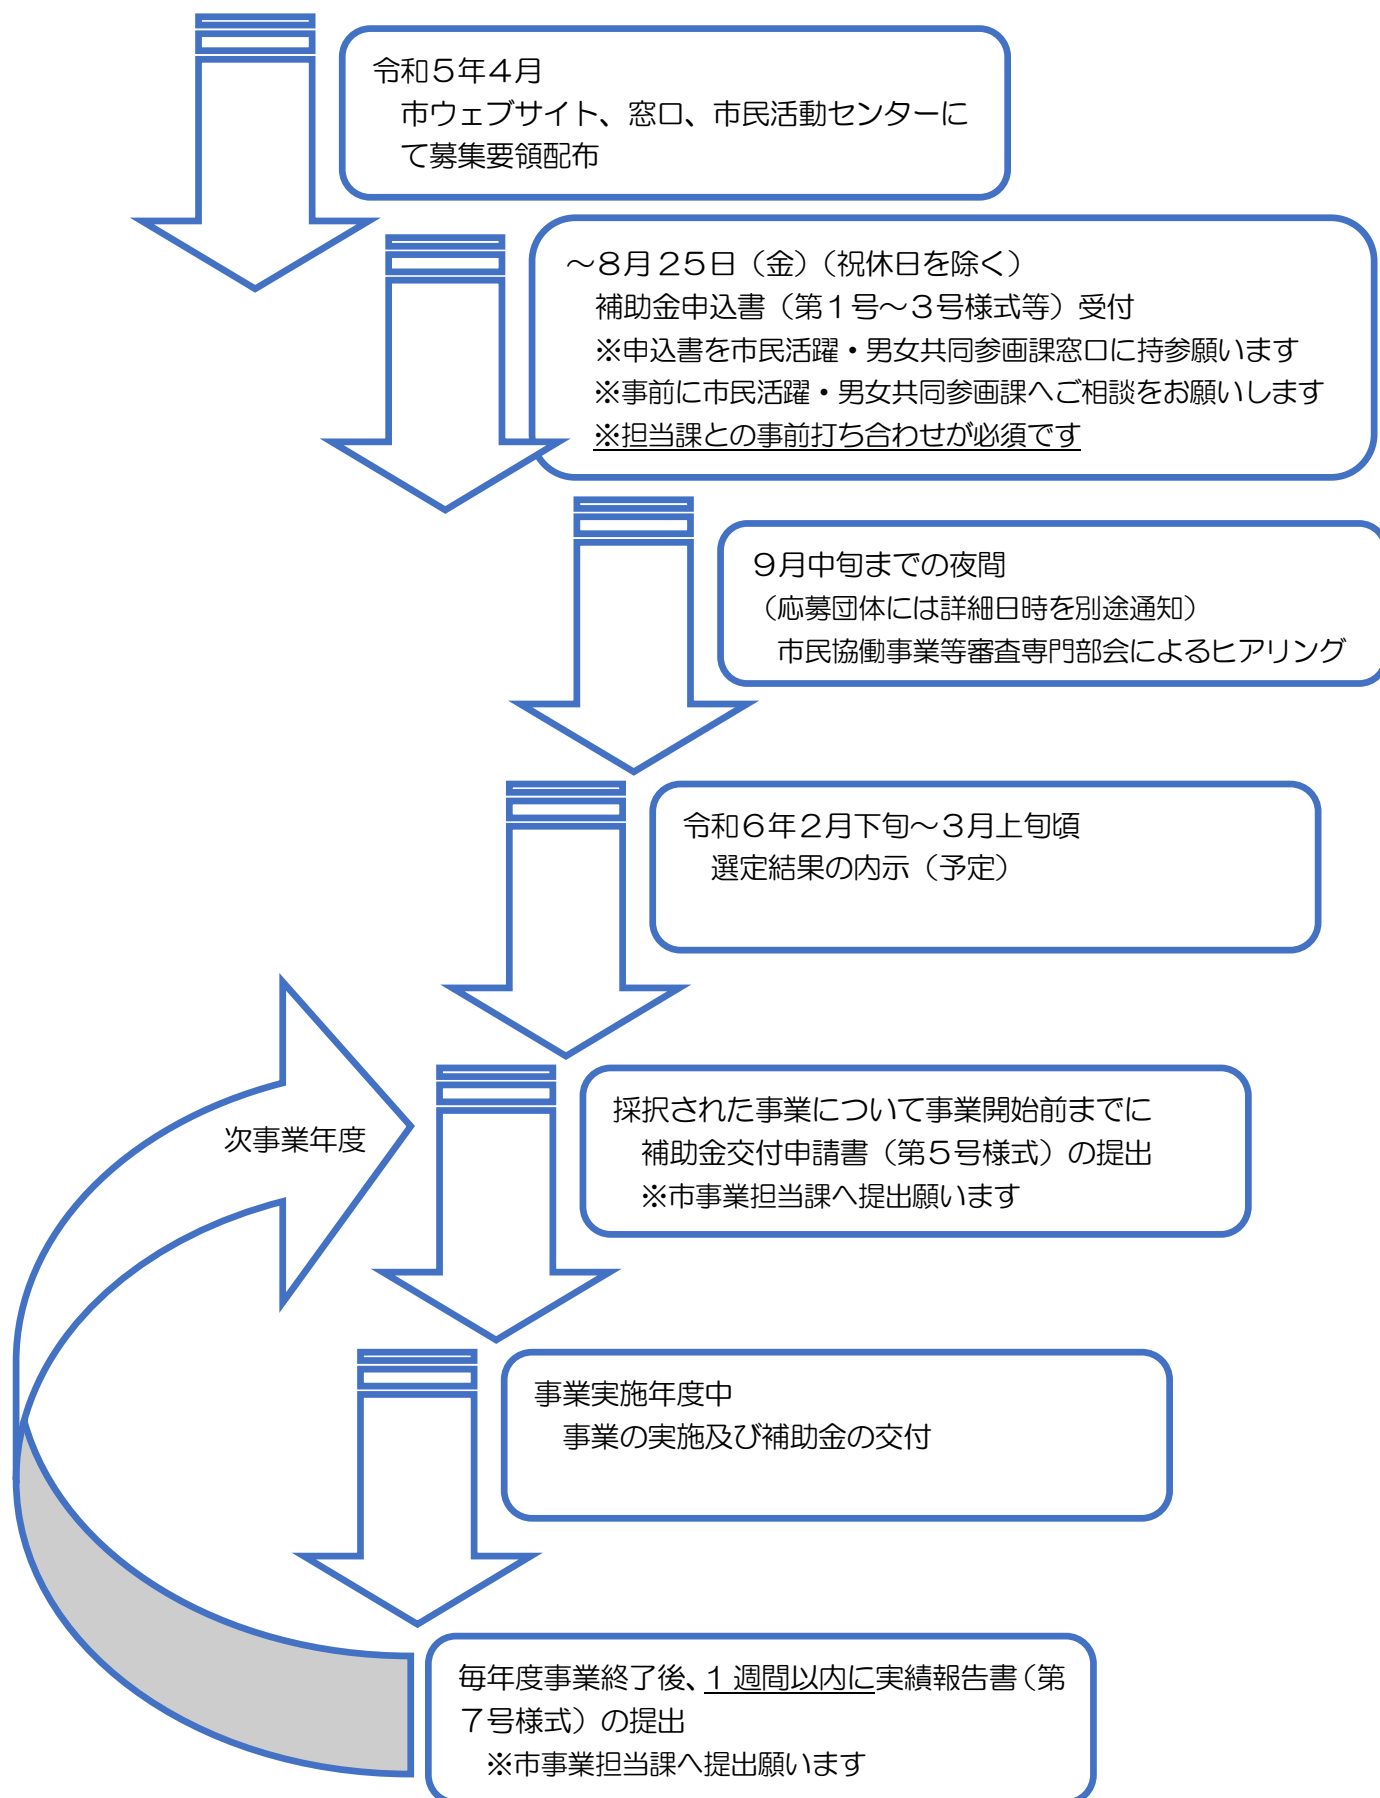 令和５年４月
市ウェブサイト、窓口、市民活動センターに
て募集要領配布
～８月２５日（金）（祝休日を除く）
補助金申込書（第１号～３号様式等）受付
※申込書を市民活躍・男女共同参画課窓口に持参願います
※事前に市民活躍・男女共同参画課へご相談をお願いします
※担当課との事前打ち合わせが必須です
９月中旬までの夜間
（応募団体には詳細日時を別途通知）
市民協働事業等審査専門部会によるヒアリング
令和６年２月下旬～３月上旬頃
選定結果の内示（予定）
次事業年度
採択された事業について事業開始前までに
補助金交付申請書（第５号様式）の提出
※市事業担当課へ提出願います
事業実施年度中
事業の実施及び補助金の交付
毎年度事業終了後、１週間以内に実績報告書（第
７号様式）の提出
※市事業担当課へ提出願います